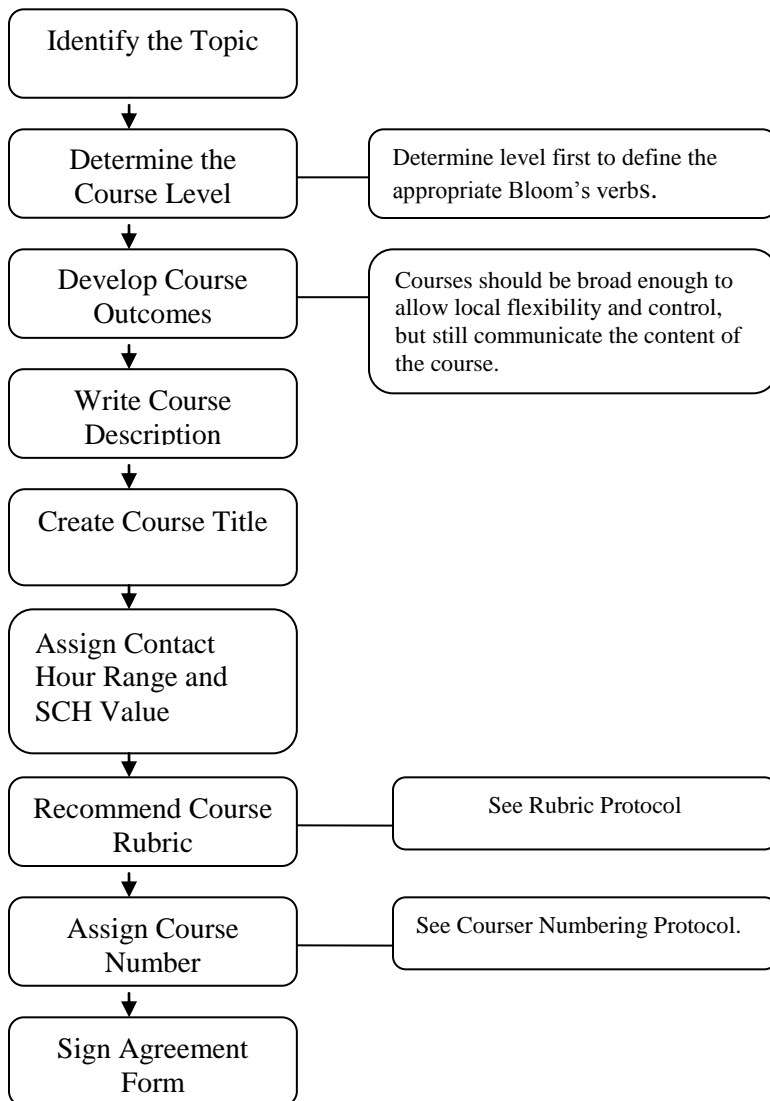 Identify the Topic
Determine the
Course Level
Determine level first to define the
appropriate Bloom's verbs.
Develop Course
Outcomes
Courses should be broad enough to
allow local flexibility and control,
but still communicate the content of
the course.
Write Course
Description
Create Course Title
Assign Contact
Hour Range and
SCH Value
Recommend Course
Rubric
See Rubric Protocol
Assign Course
Number
See Courser Numbering Protocol.
Sign Agreement
Form